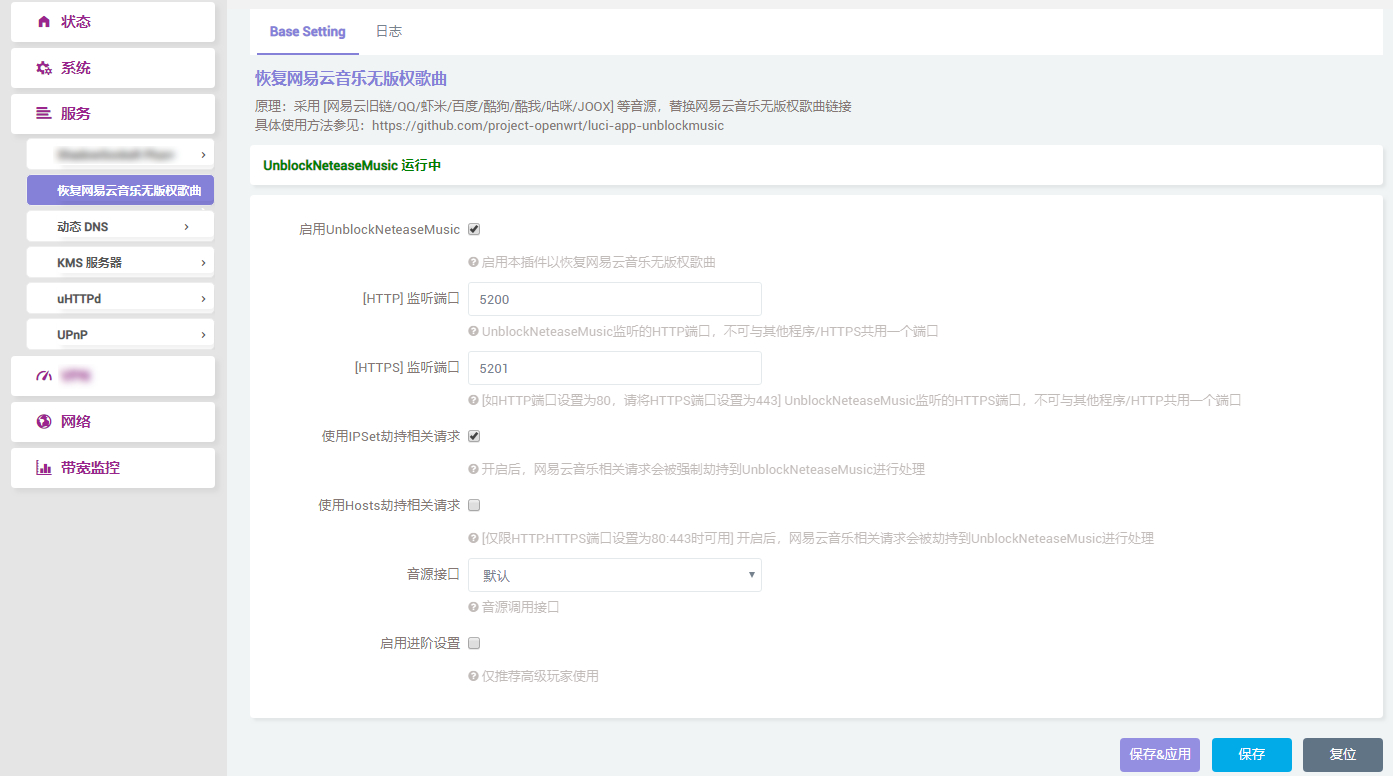 状态
系统
服务
恢复网易云音乐无版权歌曲
动态 DNS
KMS 服务器
uHTTPd
UPnP
网络
带宽监控
Base Setting
日志
恢复网易云音乐无版权歌曲
原理：采用 [网易云旧链/QQ/虾米/百度/酷狗/酷我/咕咪/JOOX] 等音源，替换网易云音乐无版权歌曲链接
具体使用方法参见：https://github.com/project-openwrt/luci-app-unblockmusic
UnblockNeteaseMusic 运行中
启用UnblockNeteaseMusic
启用本插件以恢复网易云音乐无版权歌曲
[HTTP] 监听端口
5200
UnblockNeteaseMusic监听的HTTP端口，不可与其他程序/HTTPS共用一个端口
[HTTPS] 监听端口
5201
[如HTTP端口设置为80，请将HTTPS端口设置为443] UnblockNeteaseMusic监听的HTTPS端口，不可与其他程序/HTTP共用一个端口
使用IPSet劫持相关请求
开启后，网易云音乐相关请求会被强制劫持到UnblockNeteaseMusic进行处理
使用Hosts劫持相关请求
[仅限HTTP:HTTPS端口设置为80:443时可用] 开启后，网易云音乐相关请求会被劫持到UnblockNeteaseMusic进行处理
音源接口
默认
音源调用接口
启用进阶设置
仅推荐高级玩家使用
保存&应用
保存
复位